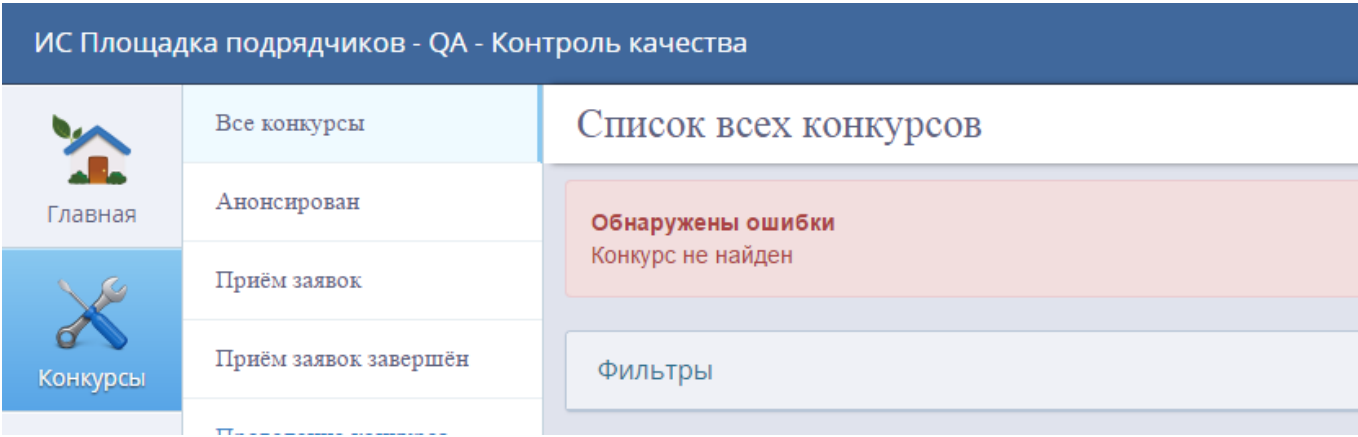 ИС Площадка подрядчиков - QA - Контроль качества
Главная
Конкурсы
Все конкурсы
Анонсирован
Приём заявок
Приём заявок завершён
Список всех конкурсов
Обнаружены ошибки
Конкурс не найден
Фильтры